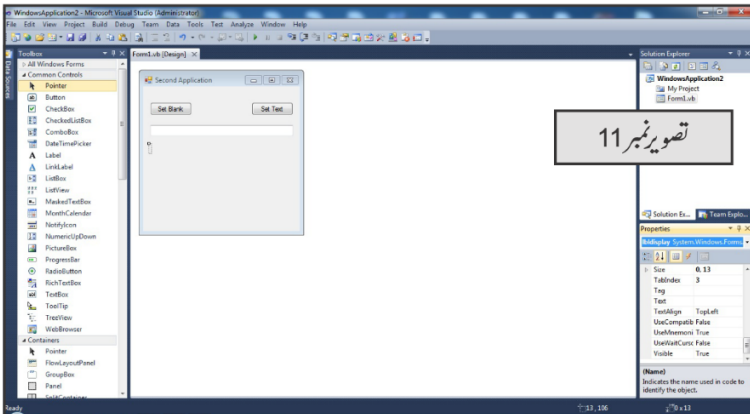 WindowsApplication2 - Microsoft Visual Studio (Administrator)
File Edit View Project Build Debug Team Data Tools Test Analyze Window Help
Data Sources
Toolbox
All Windows Forms
Common Controls
Pointer
Button
CheckBox
CheckedListBox
ComboBox
DateTimePicker
Label
LinkLabel
ListBox
ListView
MaskedTextBox
MonthCalendar
NotifyIcon
NumericUpDown
PictureBox
ProgressBar
RadioButton
RichTextBox
TextBox
ToolTip
TreeView
WebBrowser
Containers
Pointer
FlowLayoutPanel
GroupBox
Panel
SplitContainer
Form1.vb [Design]
Second Application
Set Blank
Set Text
Solution Explorer
WindowsApplication2
My Project
Form1.vb
تصویر نمبر 11
Solution Ex...
Team Explo...
Properties
lbldisplay System.Windows.Forms
Size 0, 13
TabIndex 3
Tag
Text
TextAlign TopLeft
UseCompatib False
UseMnemoni True
UseWaitCursc False
Visible True
(Name)
Indicates the name used in code to identify the object.
Ready
13 , 106
0 x 13